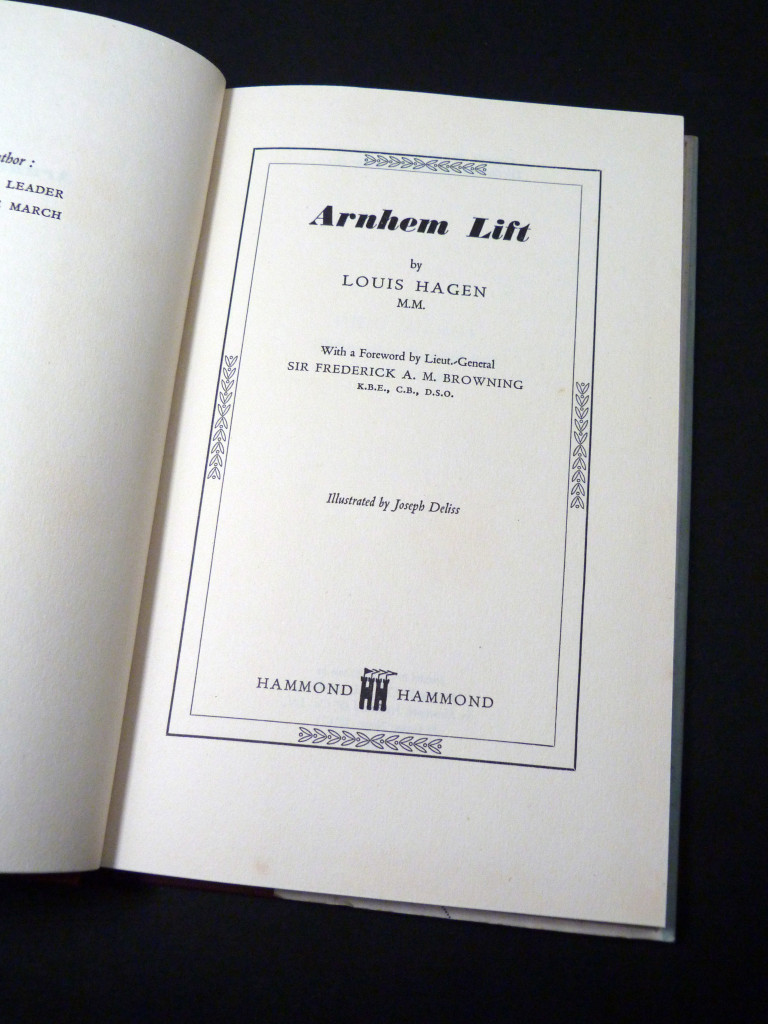 LEADER
MARCH
Arnhem Lift
by
LOUIS HAGEN
M.M.
With a Foreword by Lieut.-General
SIR FREDERICK A. M. BROWNING
K.B.E., C.B., D.S.O.
Illustrated by Joseph Deliss
HAMMOND HAMMOND